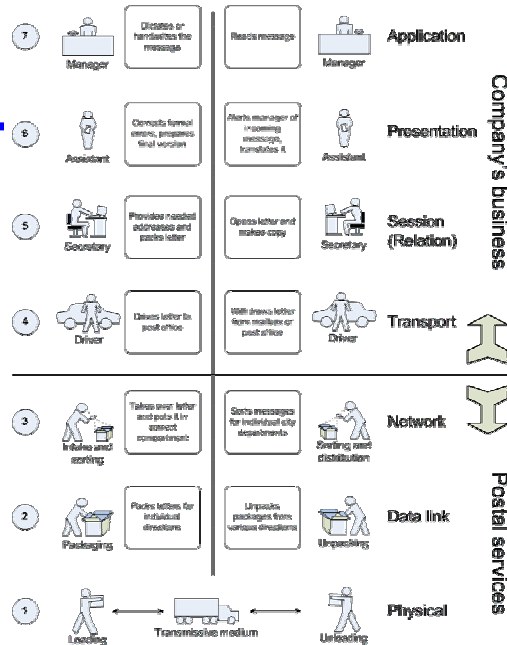 7
Manager
Dictates or
handwrites the
message
Reads message
Manager
Application
6
Assistant
Corrects formal
errors, prepares
final version
Alerts manager of
incoming
message,
translates it
Assistant
Presentation
5
Secretary
Provides needed
addresses and
packs letter
Opens letter and
makes copy
Secretary
Session
(Relation)
Company's business
4
Driver
Drives letter to
post office
Withdraws letter
from mailbox or
post office
Driver
Transport
3
Intake and
sorting
Takes over letter
and puts it in
correct
compartment
Sorts messages
for individual city
departments
Sorting and
distribution
Network
2
Packaging
Packs letters for
individual
directions
Unpacks
packages from
various directions
Unpacking
Data link
Postal services
1
Loading
Transmissive medium
Unloading
Physical